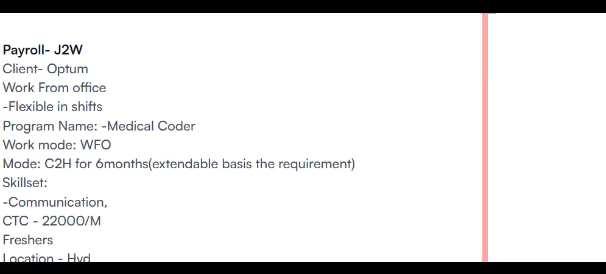 Payroll- J2W
Client- Optum
Work From office
-Flexible in shifts
Program Name: -Medical Coder
Work mode: WFO
Mode: C2H for 6months(extendable basis the requirement)
Skillset:
-Communication,
CTC - 22000/M
Freshers
Location - Hyd